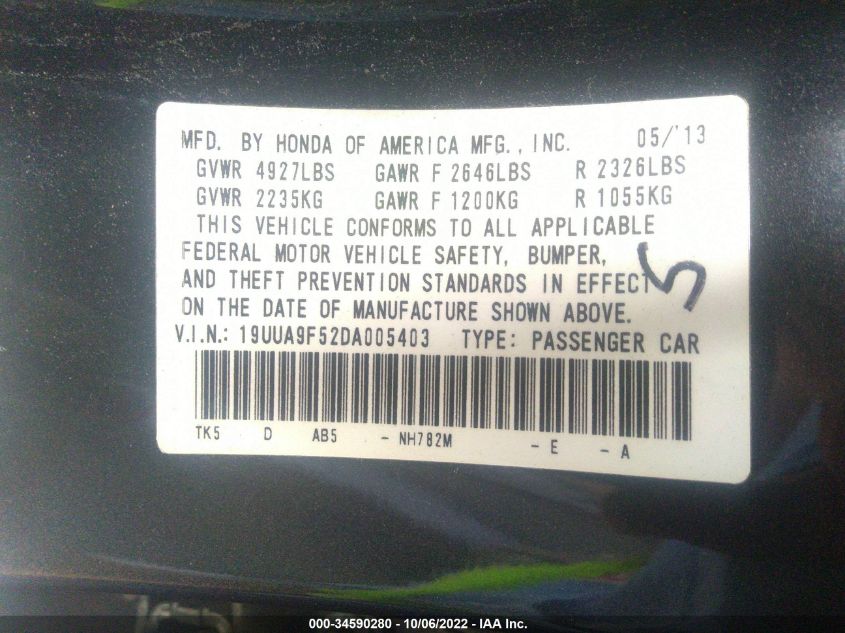 MFD. BY HONDA OF AMERICA MFG., INC. 05/'13
GVWR 4927LBS GAWR F 2646LBS R 2326LBS
GVWR 2235KG GAWR F 1200KG R 1055KG
THIS VEHICLE CONFORMS TO ALL APPLICABLE
FEDERAL MOTOR VEHICLE SAFETY, BUMPER,
AND THEFT PREVENTION STANDARDS IN EFFECT
ON THE DATE OF MANUFACTURE SHOWN ABOVE.
V.I.N.: 19UUA9F52DA005403 TYPE: PASSENGER CAR
TK5 D AB5 - NH782M - E - A
000-34590280 - 10/06/2022 - IAA Inc.